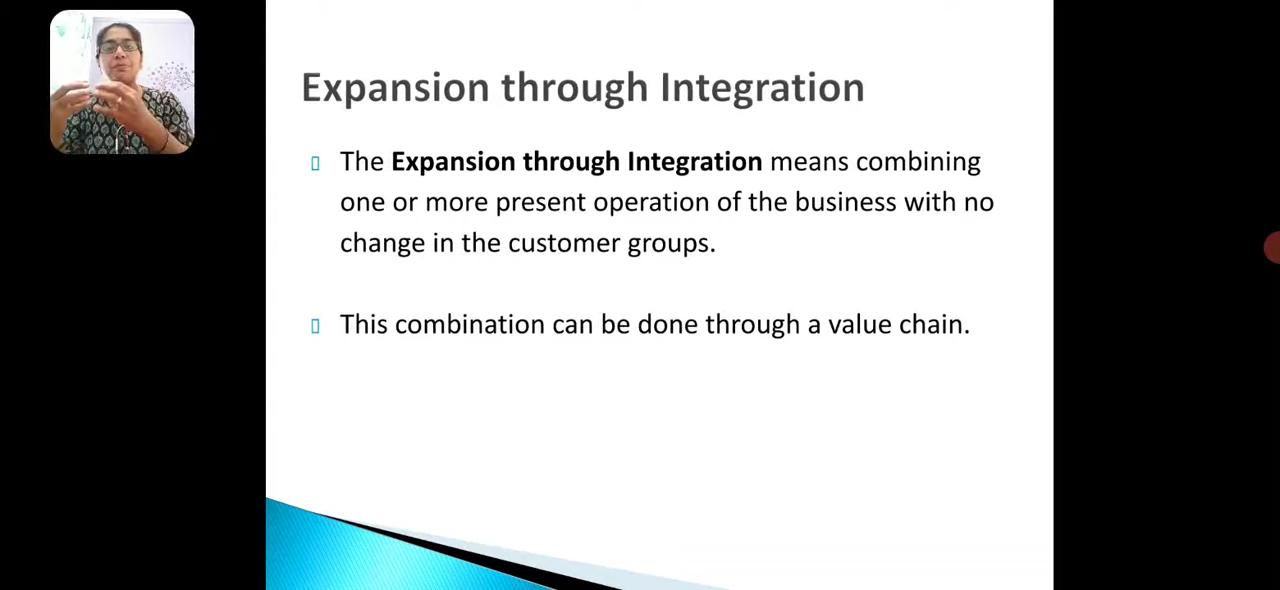 Expansion through Integration
The Expansion through Integration means combining
one or more present operation of the business with no
change in the customer groups.
This combination can be done through a value chain.